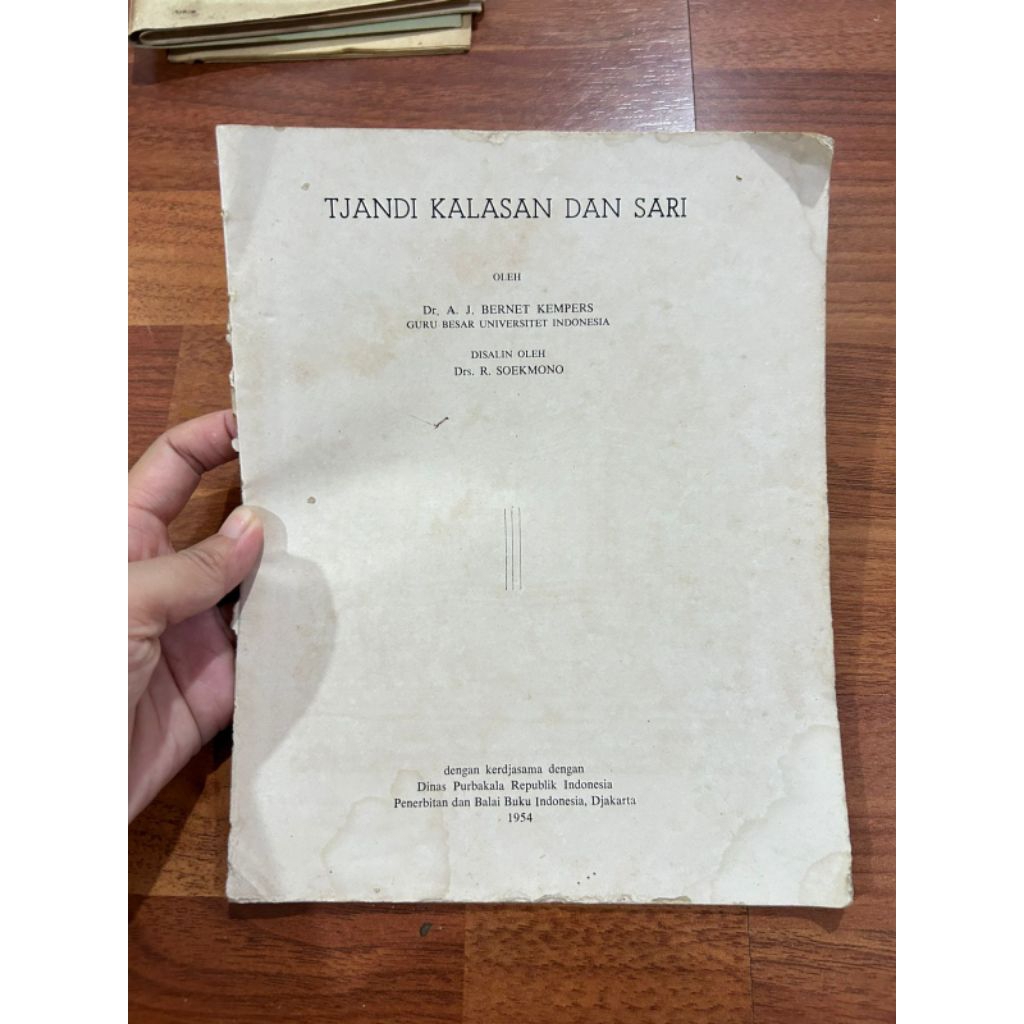 TJANDI KALASAN DAN SARI
OLEH
Dr. A. J. BERNET KEMPERS
GURU BESAR UNIVERSITET INDONESIA
DISALIN OLEH
Drs. R. SOEKMONO
dengan kerdjasama dengan
Dinas Purbakala Republik Indonesia
Penerbitan dan Balai Buku Indonesia, Djakarta
1954